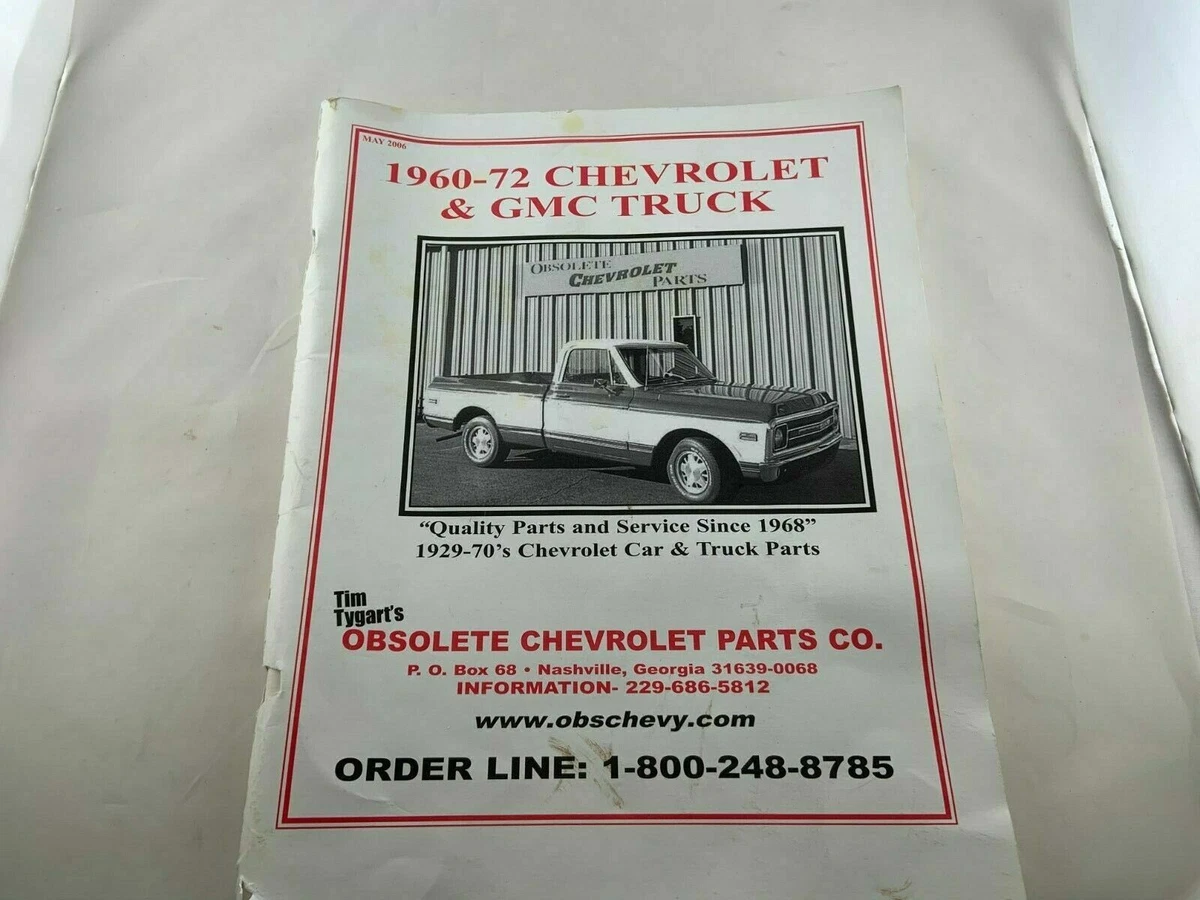 MAY 2006
1960-72 CHEVROLET
& GMC TRUCK
OBSOLETE
CHEVROLET
PARTS
“Quality Parts and Service Since 1968”
1929-70’s Chevrolet Car & Truck Parts
Tim
Tygart's
OBSOLETE CHEVROLET PARTS CO.
P. O. Box 68 • Nashville, Georgia 31639-0068
INFORMATION- 229-686-5812
www.obschevy.com
ORDER LINE: 1-800-248-8785